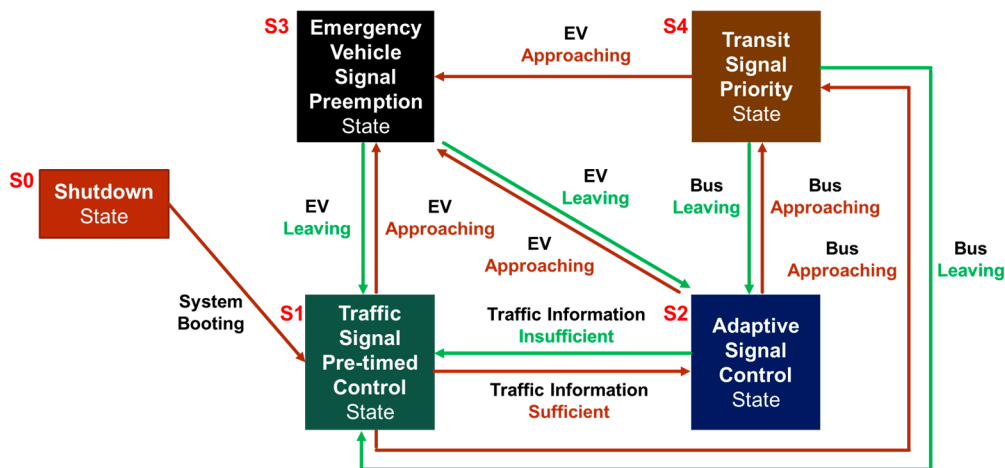 S3
Emergency
Vehicle
Signal
Preemption
State
EV
Approaching
S4
Transit
Signal
Priority
State
S0
Shutdown
State
EV
Leaving
EV
Approaching
EV
Leaving
EV
Approaching
Bus
Leaving
Bus
Approaching
Bus
Approaching
Bus
Leaving
System
Booting
S1
Traffic
Signal
Pre-timed
Control
State
Traffic Information
Insufficient
Traffic Information
Sufficient
S2
Adaptive
Signal
Control
State